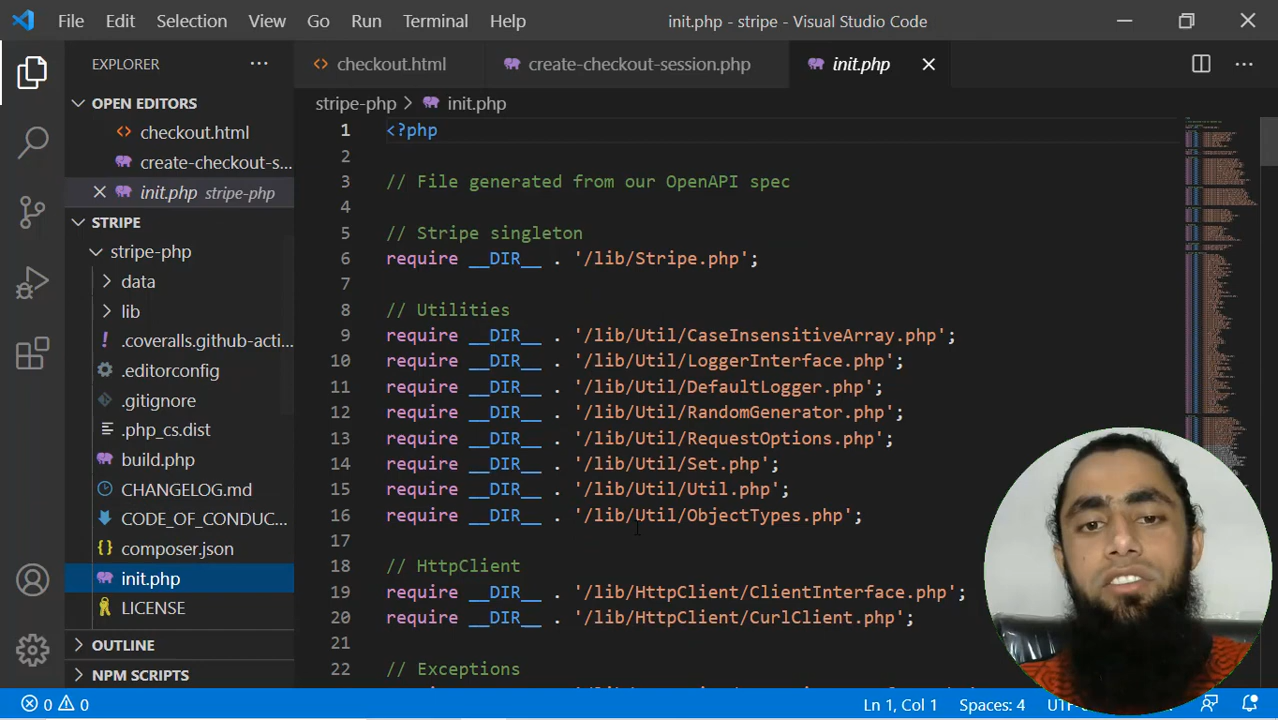 File Edit Selection View Go Run Terminal Help init.php - stripe - Visual Studio Code
EXPLORER
OPEN EDITORS
checkout.html
create-checkout-s...
init.php stripe-php
STRIPE
stripe-php
data
lib
.coveralls.github-acti...
.editorconfig
.gitignore
.php_cs.dist
build.php
CHANGELOG.md
CODE_OF_CONDUC...
composer.json
init.php
LICENSE
OUTLINE
NPM SCRIPTS
checkout.html create-checkout-session.php init.php
stripe-php > init.php
1 <?php
2
3 // File generated from our OpenAPI spec
4
5 // Stripe singleton
6 require __DIR__ . '/lib/Stripe.php';
7
8 // Utilities
9 require __DIR__ . '/lib/Util/CaseInsensitiveArray.php';
10 require __DIR__ . '/lib/Util/LoggerInterface.php';
11 require __DIR__ . '/lib/Util/DefaultLogger.php';
12 require __DIR__ . '/lib/Util/RandomGenerator.php';
13 require __DIR__ . '/lib/Util/RequestOptions.php';
14 require __DIR__ . '/lib/Util/Set.php';
15 require __DIR__ . '/lib/Util/Util.php';
16 require __DIR__ . '/lib/Util/ObjectTypes.php';
17
18 // HttpClient
19 require __DIR__ . '/lib/HttpClient/ClientInterface.php';
20 require __DIR__ . '/lib/HttpClient/CurlClient.php';
21
22 // Exceptions
0 0 Ln 1, Col 1 Spaces: 4